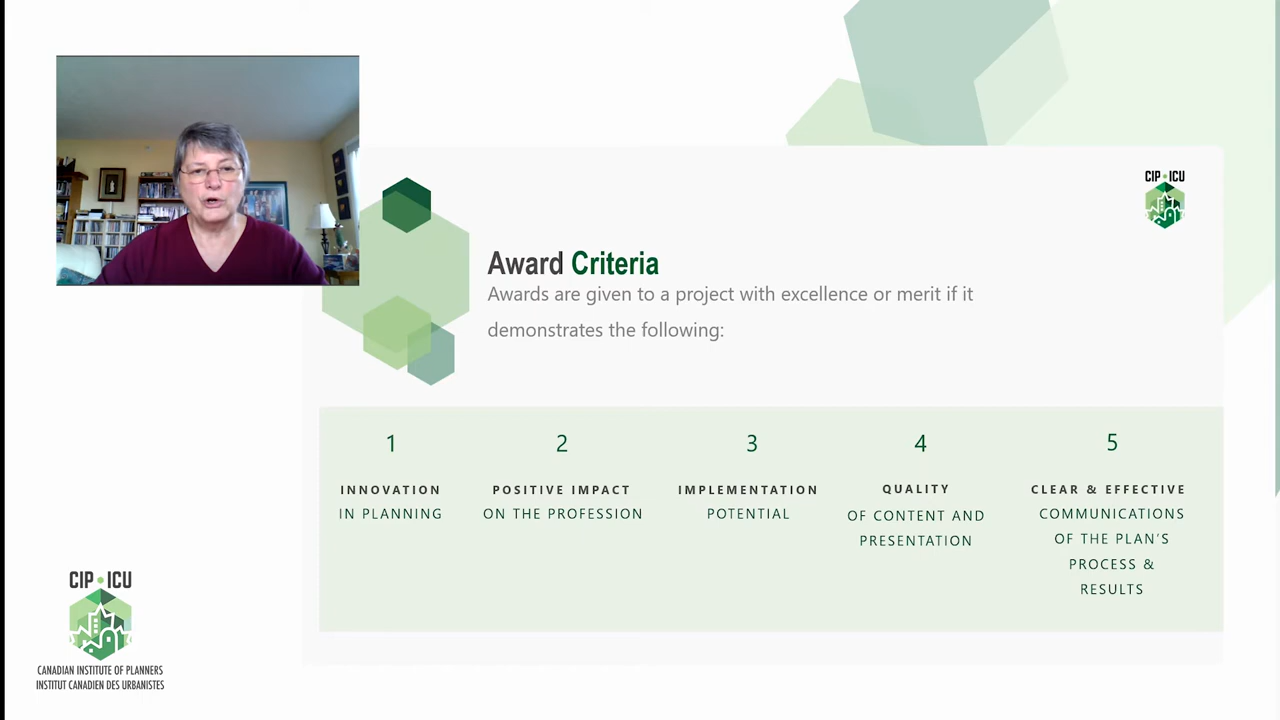 CIP•ICU
Award Criteria
Awards are given to a project with excellence or merit if it
demonstrates the following:
1
INNOVATION
IN PLANNING
2
POSITIVE IMPACT
ON THE PROFESSION
3
IMPLEMENTATION
POTENTIAL
4
QUALITY
OF CONTENT AND
PRESENTATION
5
CLEAR & EFFECTIVE
COMMUNICATIONS
OF THE PLAN'S
PROCESS &
RESULTS
CIP•ICU
CANADIAN INSTITUTE OF PLANNERS
INSTITUT CANADIEN DES URBANISTES